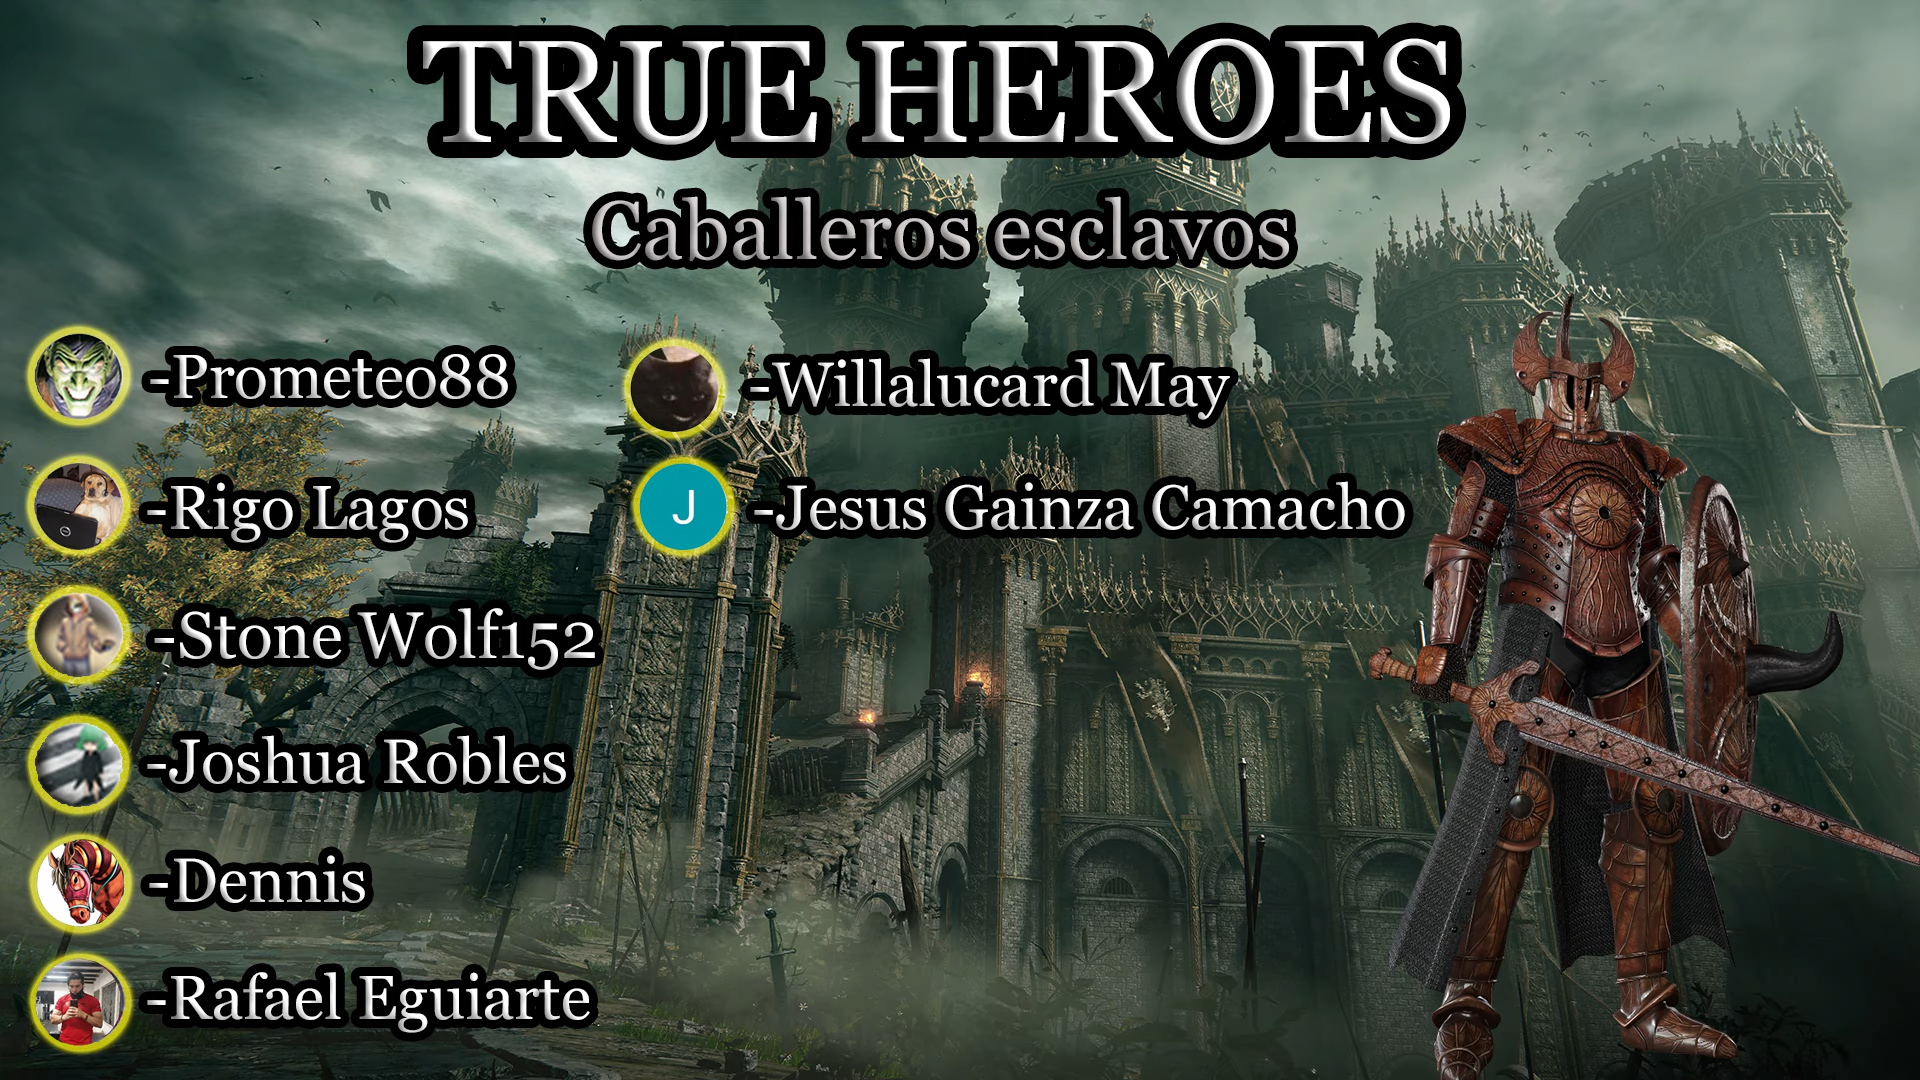 TRUE HEROES
Caballeros esclavos
-Prometeo88
-Rigo Lagos
-Stone Wolf152
-Joshua Robles
-Dennis
-Rafael Eguiarte
-Willalucard May
J
-Jesus Gainza Camacho